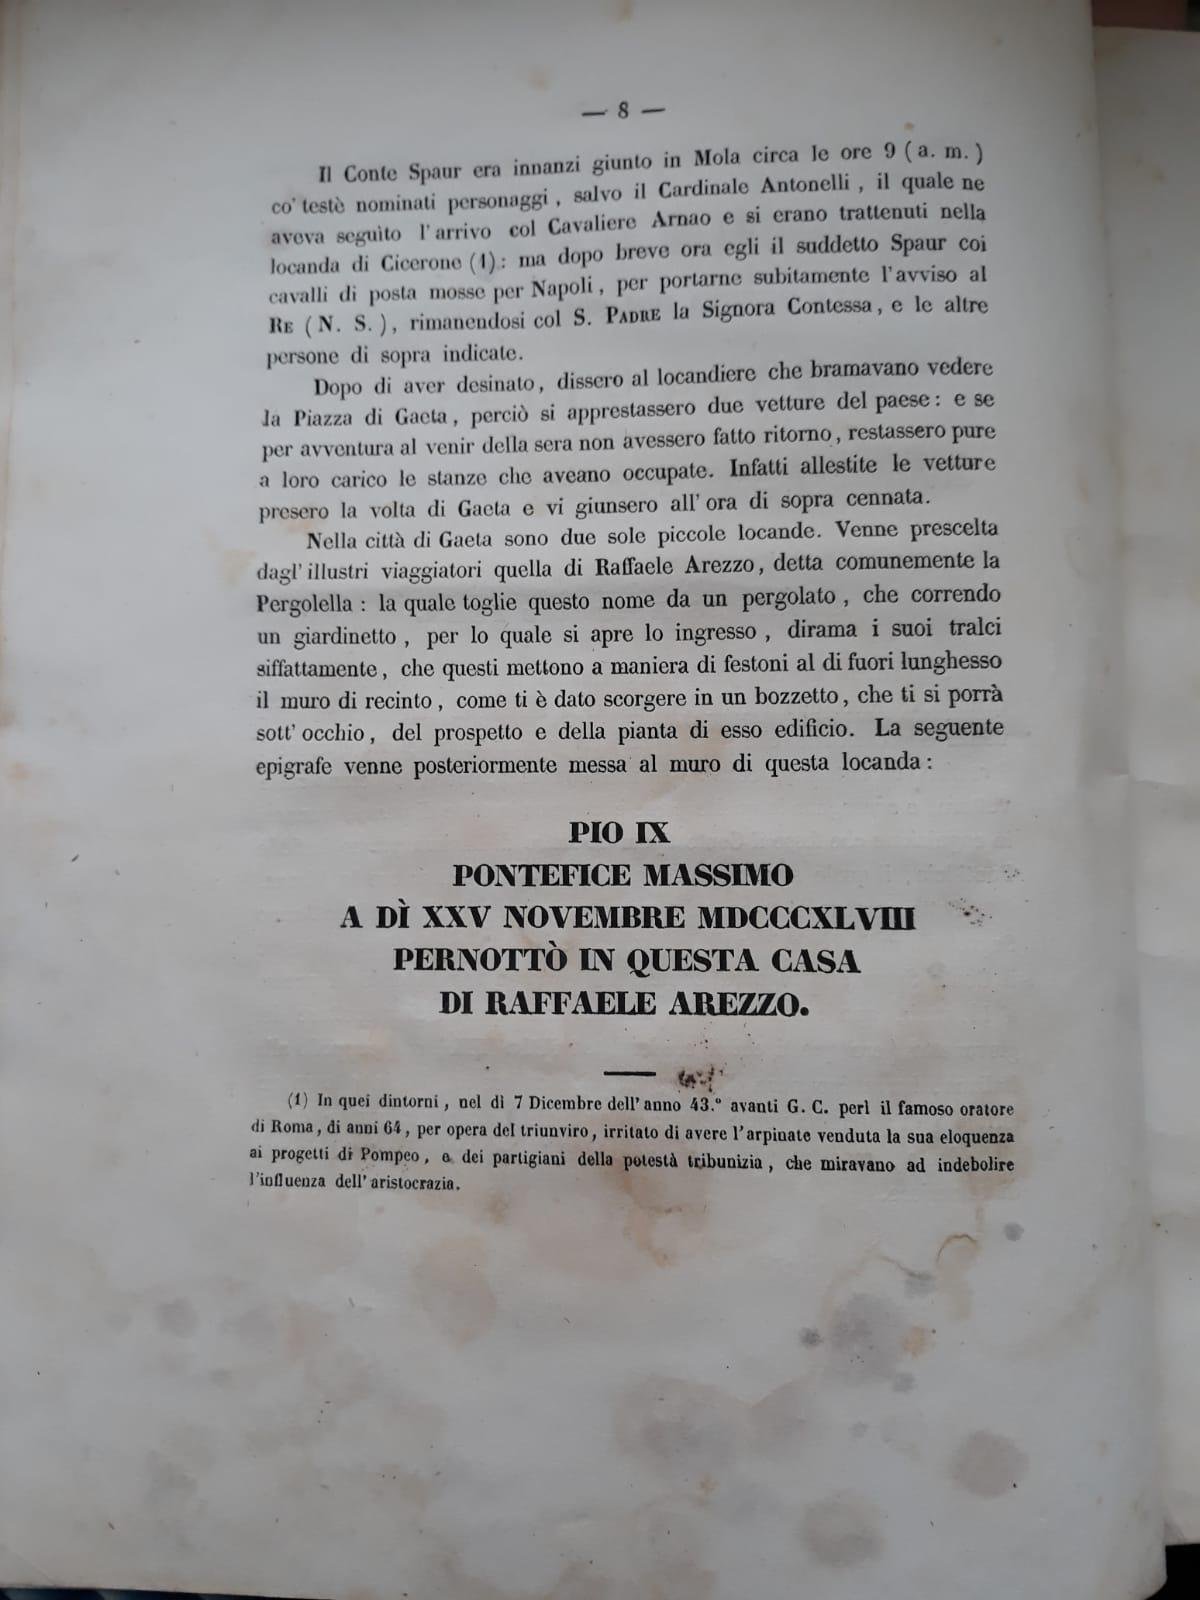 — 8 —
Il Conte Spaur era innanzi giunto in Mola circa le ore 9 ( a. m. )
co' testè nominati personaggi , salvo il Cardinale Antonelli , il quale ne
aveva seguito l' arrivo col Cavaliere Arnao e si erano trattenuti nella
locanda di Cicerone (1) : ma dopo breve ora egli il suddetto Spaur coi
cavalli di posta mosse per Napoli , per portarne subitamente l' avviso al
RE ( N. S. ) , rimanendosi col S. PADRE la Signora Contessa , e le altre
persone di sopra indicate.
Dopo di aver desinato , dissero al locandiere che bramavano vedere
la Piazza di Gaeta , perciò si apprestassero due vetture del paese : e se
per avventura al venir della sera non avessero fatto ritorno , restassero pure
a loro carico le stanze che aveano occupate. Infatti allestite le vetture
presero la volta di Gaeta e vi giunsero all' ora di sopra cennata.
Nella città di Gaeta sono due sole piccole locande. Venne prescelta
dagl' illustri viaggiatori quella di Raffaele Arezzo , detta comunemente la
Pergolella : la quale toglie questo nome da un pergolato , che correndo
un giardinetto , per lo quale si apre lo ingresso , dirama i suoi tralci
siffattamente , che questi mettono a maniera di festoni al di fuori lunghesso
il muro di recinto , come ti è dato scorgere in un bozzetto , che ti si porrà
sott' occhio , del prospetto e della pianta di esso edificio. La seguente
epigrafe venne posteriormente messa al muro di questa locanda :
PIO IX
PONTEFICE MASSIMO
A DÌ XXV NOVEMBRE MDCCCXLVIII
PERNOTTÒ IN QUESTA CASA
DI RAFFAELE AREZZO.
(1) In quei dintorni , nel dì 7 Dicembre dell' anno 43.° avanti G. C. perì il famoso oratore
di Roma , di anni 64 , per opera del triunviro , irritato di avere l' arpinate venduta la sua eloquenza
ai progetti di Pompeo , e dei partigiani della potestà tribunizia , che miravano ad indebolire
l' influenza dell' aristocrazia.